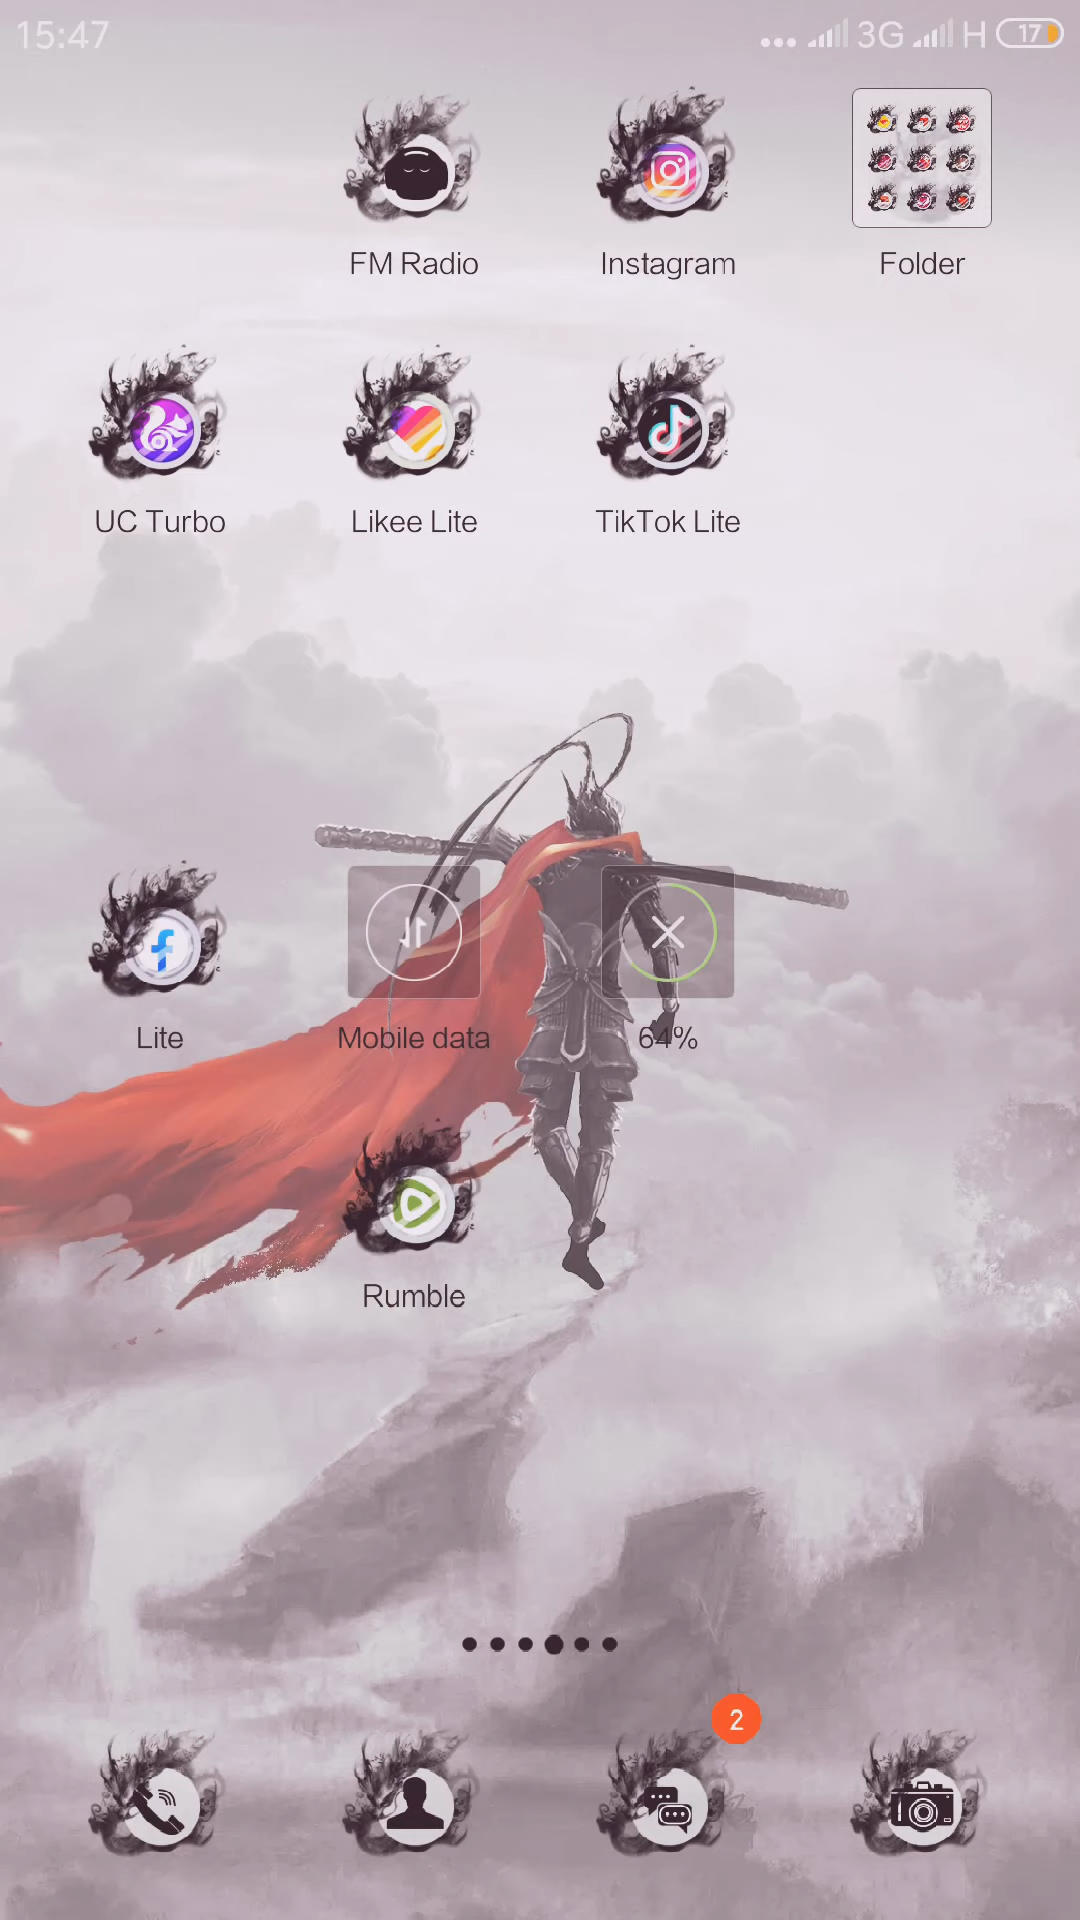 15:47 ... 3G H 17
FM Radio Instagram Folder
UC Turbo Likee Lite TikTok Lite
Lite Mobile data 64%
Rumble
2